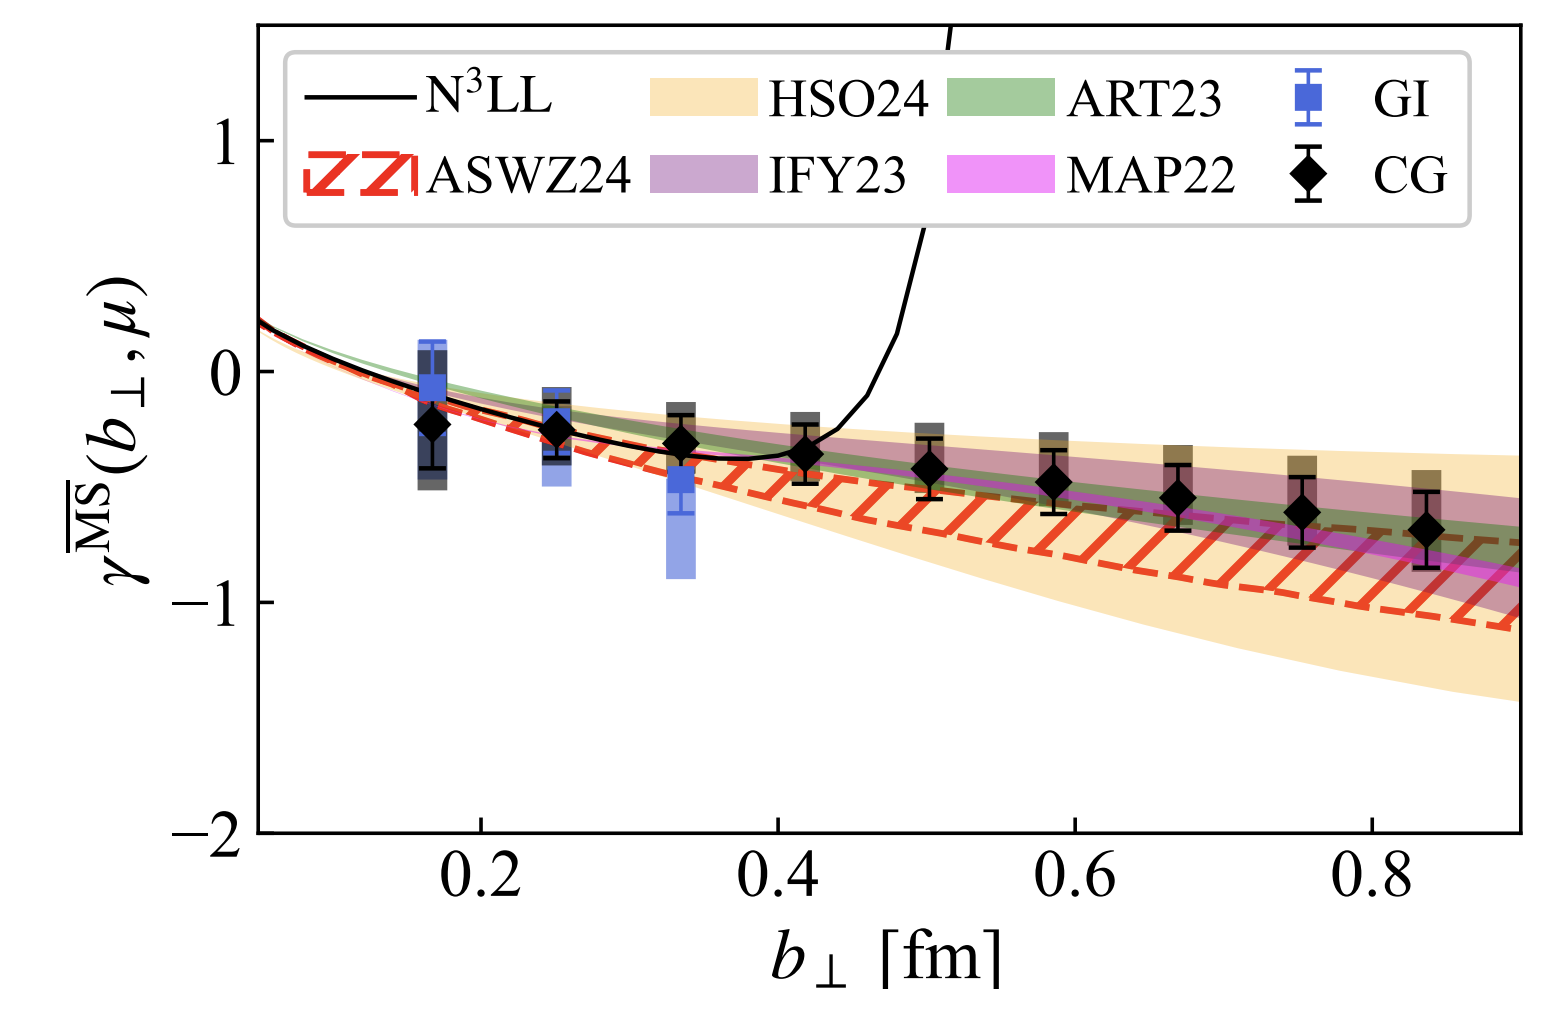 N³LL HSO24 ART23 GI
ASWZ24 IFY23 MAP22 CG
1
0
−1
−2
γ^MS̅(b⊥, μ)
0.2 0.4 0.6 0.8
b⊥ [fm]